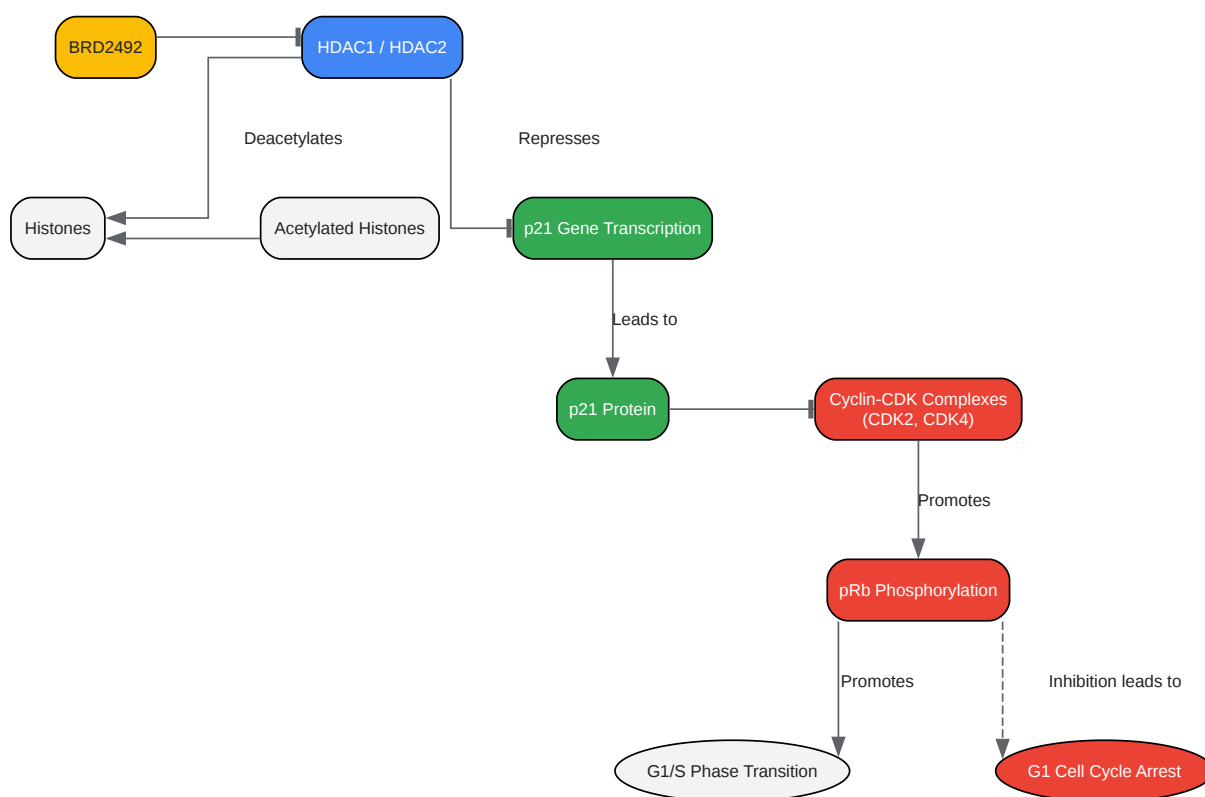 BRD2492
HDAC1 / HDAC2
Deacetylates
Represses
Histones
Acetylated Histones
p21 Gene Transcription
Leads to
p21 Protein
Cyclin-CDK Complexes
(CDK2, CDK4)
Promotes
pRb Phosphorylation
Promotes
Inhibition leads to
G1/S Phase Transition
G1 Cell Cycle Arrest